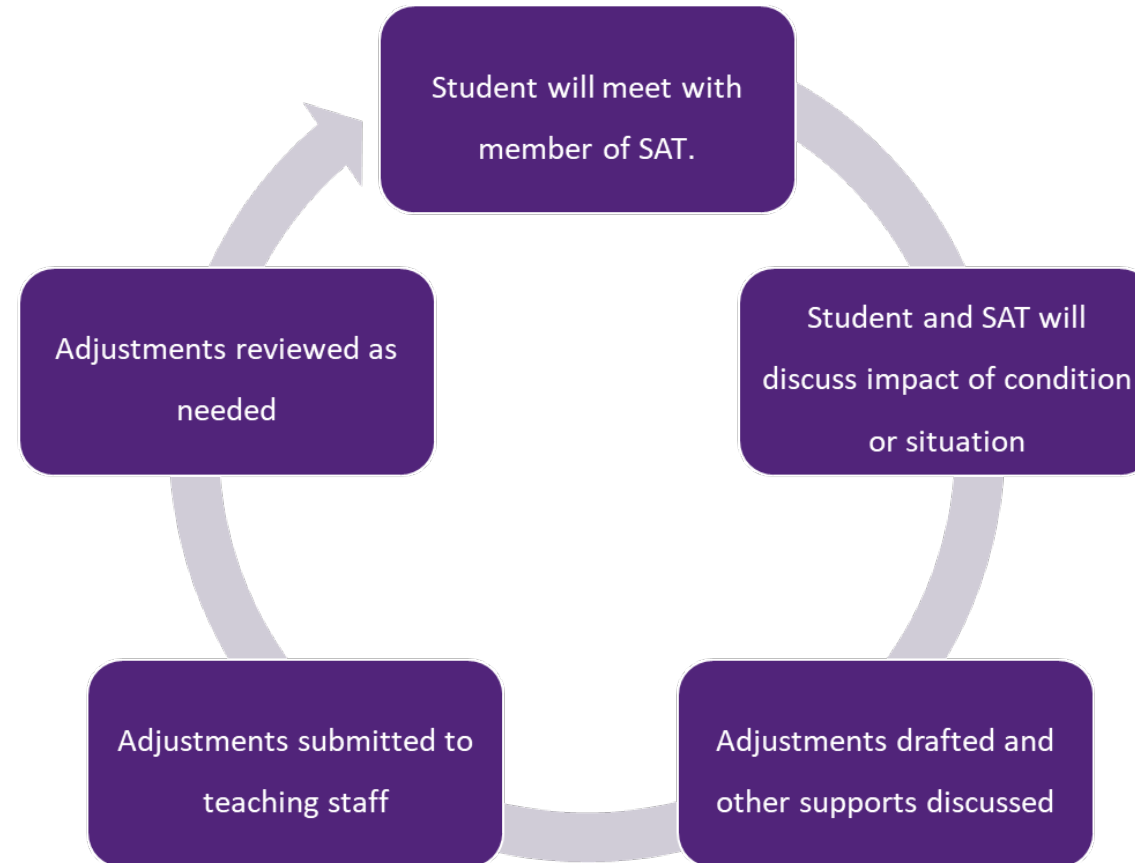 Student will meet with
member of SAT.
Student and SAT will
discuss impact of condition
or situation
Adjustments drafted and
other supports discussed
Adjustments submitted to
teaching staff
Adjustments reviewed as
needed